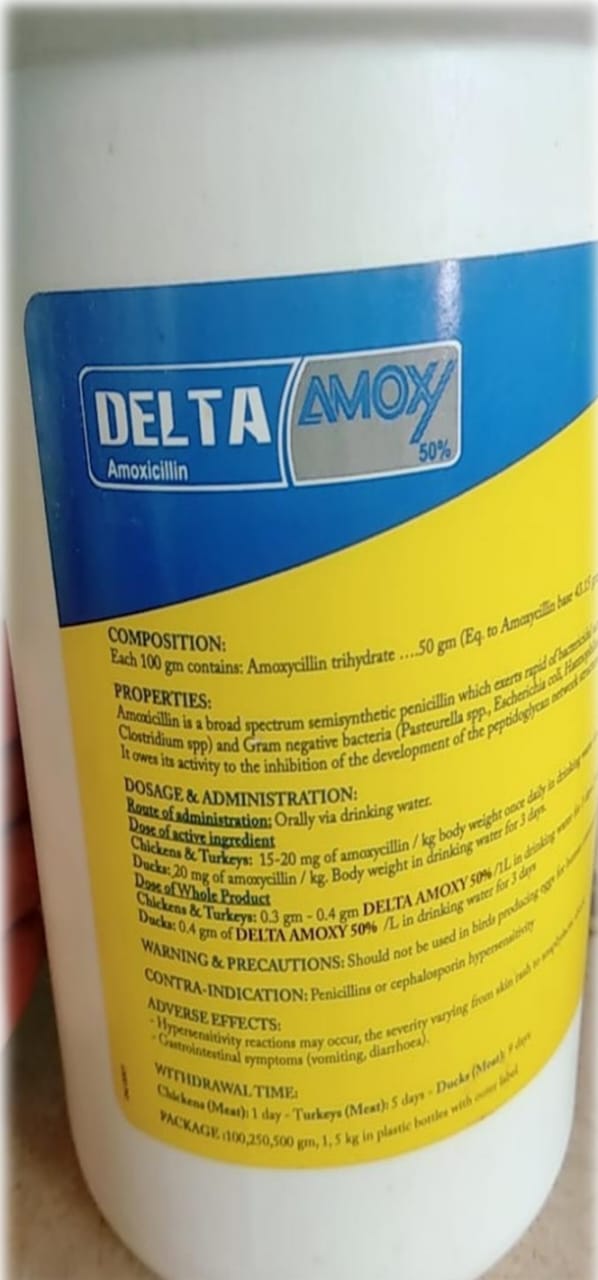 DELTA AMOXY
Amoxicillin 50%
COMPOSITION:
Each 100 gm contains: Amoxycillin trihydrate ....50 gm (Eq. to Amoxycillin base 43.15
PROPERTIES:
Amoxicillin is a broad spectrum semisynthetic penicillin which exerts rapid of bactericidal
Clostridium spp) and Gram negative bacteria (Pasteurella spp., Escherichia coli, Haemophilus
It owes its activity to the inhibition of the development of the peptidoglycan network
DOSAGE & ADMINISTRATION:
Route of administration: Orally via drinking water.
Dose of active ingredient
Chickens & Turkeys: 15-20 mg of amoxycillin / kg body weight once daily in drinking
Ducks: 20 mg of amoxycillin / kg. Body weight in drinking water for 3 days.
Dose of Whole Product
Chickens & Turkeys: 0.3 gm - 0.4 gm DELTA AMOXY 50% /1L in drinking water for
Ducks: 0.4 gm of DELTA AMOXY 50% /L in drinking water for 3 days
WARNING & PRECAUTIONS: Should not be used in birds producing eggs for human
CONTRA-INDICATION: Penicillins or cephalosporin hypersensitivity
ADVERSE EFFECTS:
- Hypersensitivity reactions may occur, the severity varying from skin rash to
- Gastrointestinal symptoms (vomiting, diarrhoea).
WITHDRAWAL TIME:
Chickens (Meat): 1 day - Turkeys (Meat): 5 days - Ducks (Meat): 9 days
PACKAGE :100,250,500 gm, 1, 5 kg in plastic bottles with outer label